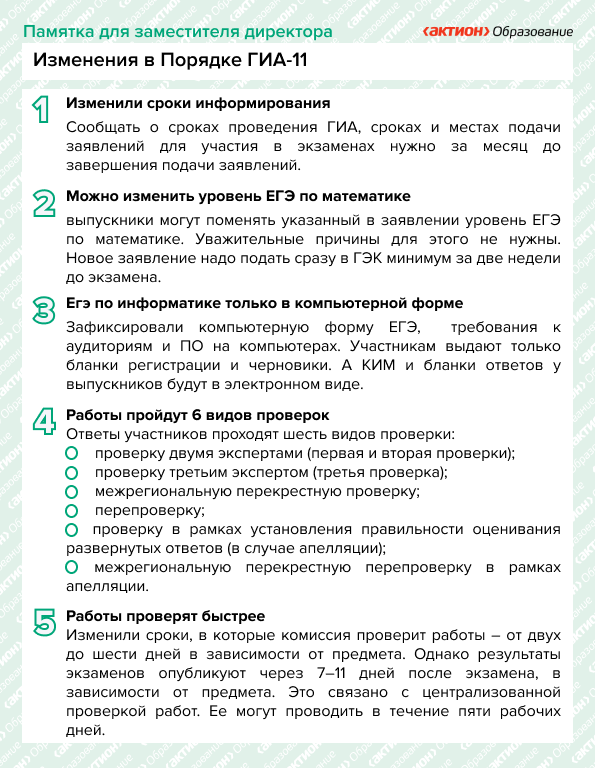 Памятка для заместителя директора
‹актион› Образование
Изменения в Порядке ГИА-11
1
Изменили сроки информирования
Сообщать о сроках проведения ГИА, сроках и местах подачи
заявлений для участия в экзаменах нужно за месяц до
завершения подачи заявлений.
2
Можно изменить уровень ЕГЭ по математике
выпускники могут поменять указанный в заявлении уровень ЕГЭ
по математике. Уважительные причины для этого не нужны.
Новое заявление надо подать сразу в ГЭК минимум за две недели
до экзамена.
3
Егэ по информатике только в компьютерной форме
Зафиксировали компьютерную форму ЕГЭ, требования к
аудиториям и ПО на компьютерах. Участникам выдают только
бланки регистрации и черновики. А КИМ и бланки ответов у
выпускников будут в электронном виде.
4
Работы пройдут 6 видов проверок
Ответы участников проходят шесть видов проверки:
проверку двумя экспертами (первая и вторая проверки);
проверку третьим экспертом (третья проверка);
межрегиональную перекрестную проверку;
перепроверку;
проверку в рамках установления правильности оценивания
развернутых ответов (в случае апелляции);
межрегиональную перекрестную перепроверку в рамках
апелляции.
5
Работы проверят быстрее
Изменили сроки, в которые комиссия проверит работы – от двух
до шести дней в зависимости от предмета. Однако результаты
экзаменов опубликуют через 7–11 дней после экзамена, в
зависимости от предмета. Это связано с централизованной
проверкой работ. Ее могут проводить в течение пяти рабочих
дней.